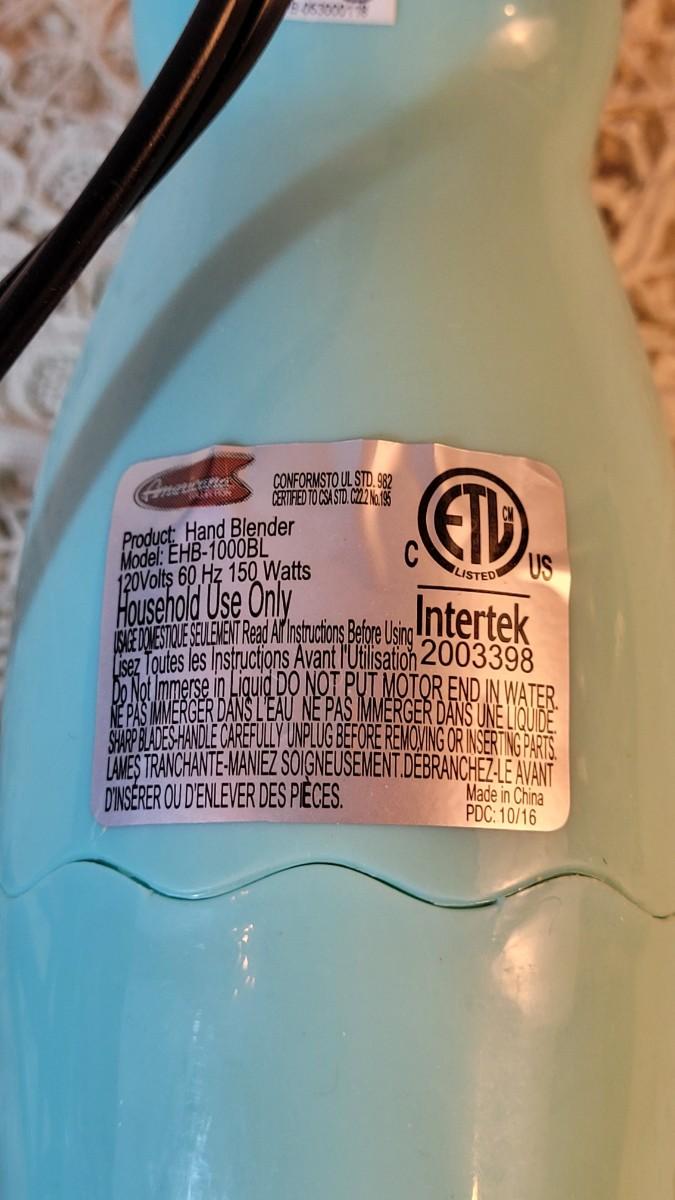 053000178
Americana
COLLECTION
CONFORMSTO UL STD. 982
CERTIFIED TO CSA STD. C22.2 No.195
ETL CM
LISTED
C US
Intertek
2003398
Product: Hand Blender
Model: EHB-1000BL
120Volts 60 Hz 150 Watts
Household Use Only
USAGE DOMESTIQUE SEULEMENT Read All Instructions Before Using
Lisez Toutes les Instructions Avant l'Utilisation
Do Not Immerse in Liquid DO NOT PUT MOTOR END IN WATER.
NE PAS IMMERGER DANS L'EAU NE PAS IMMERGER DANS UNE LIQUIDE.
SHARP BLADES-HANDLE CAREFULLY UNPLUG BEFORE REMOVING OR INSERTING PARTS.
LAMES TRANCHANTE-MANIEZ SOIGNEUSEMENT.DEBRANCHEZ-LE AVANT
D'INSÉRER OU D'ENLEVER DES PIÈCES.
Made in China
PDC: 10/16